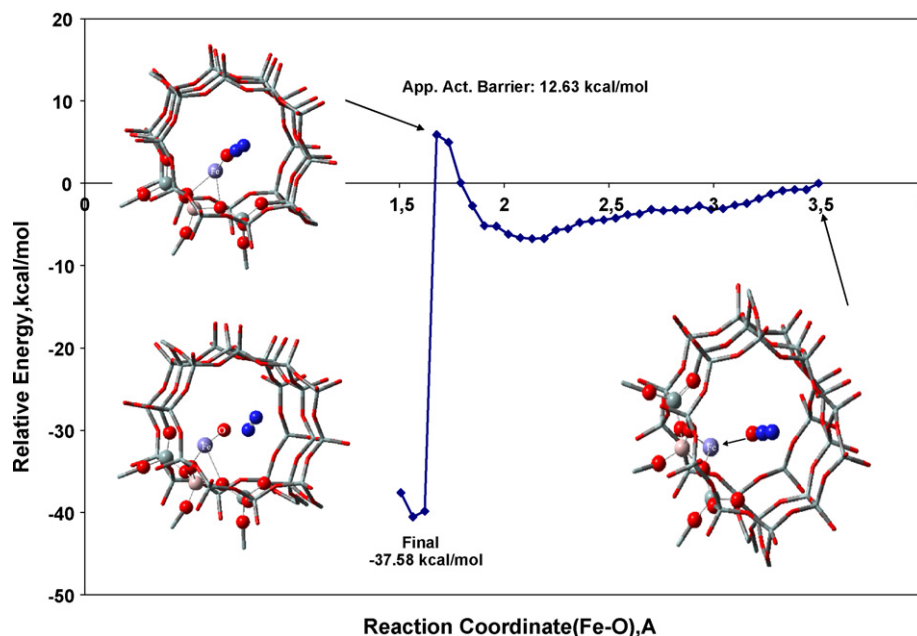 20
10
0
-10
-20
-30
-40
-50
Relative Energy,kcal/mol
App. Act. Barrier: 12.63 kcal/mol
0
1,5
2
2,5
3
3,5
Fe
O
Final
-37.58 kcal/mol
Reaction Coordinate(Fe-O),A